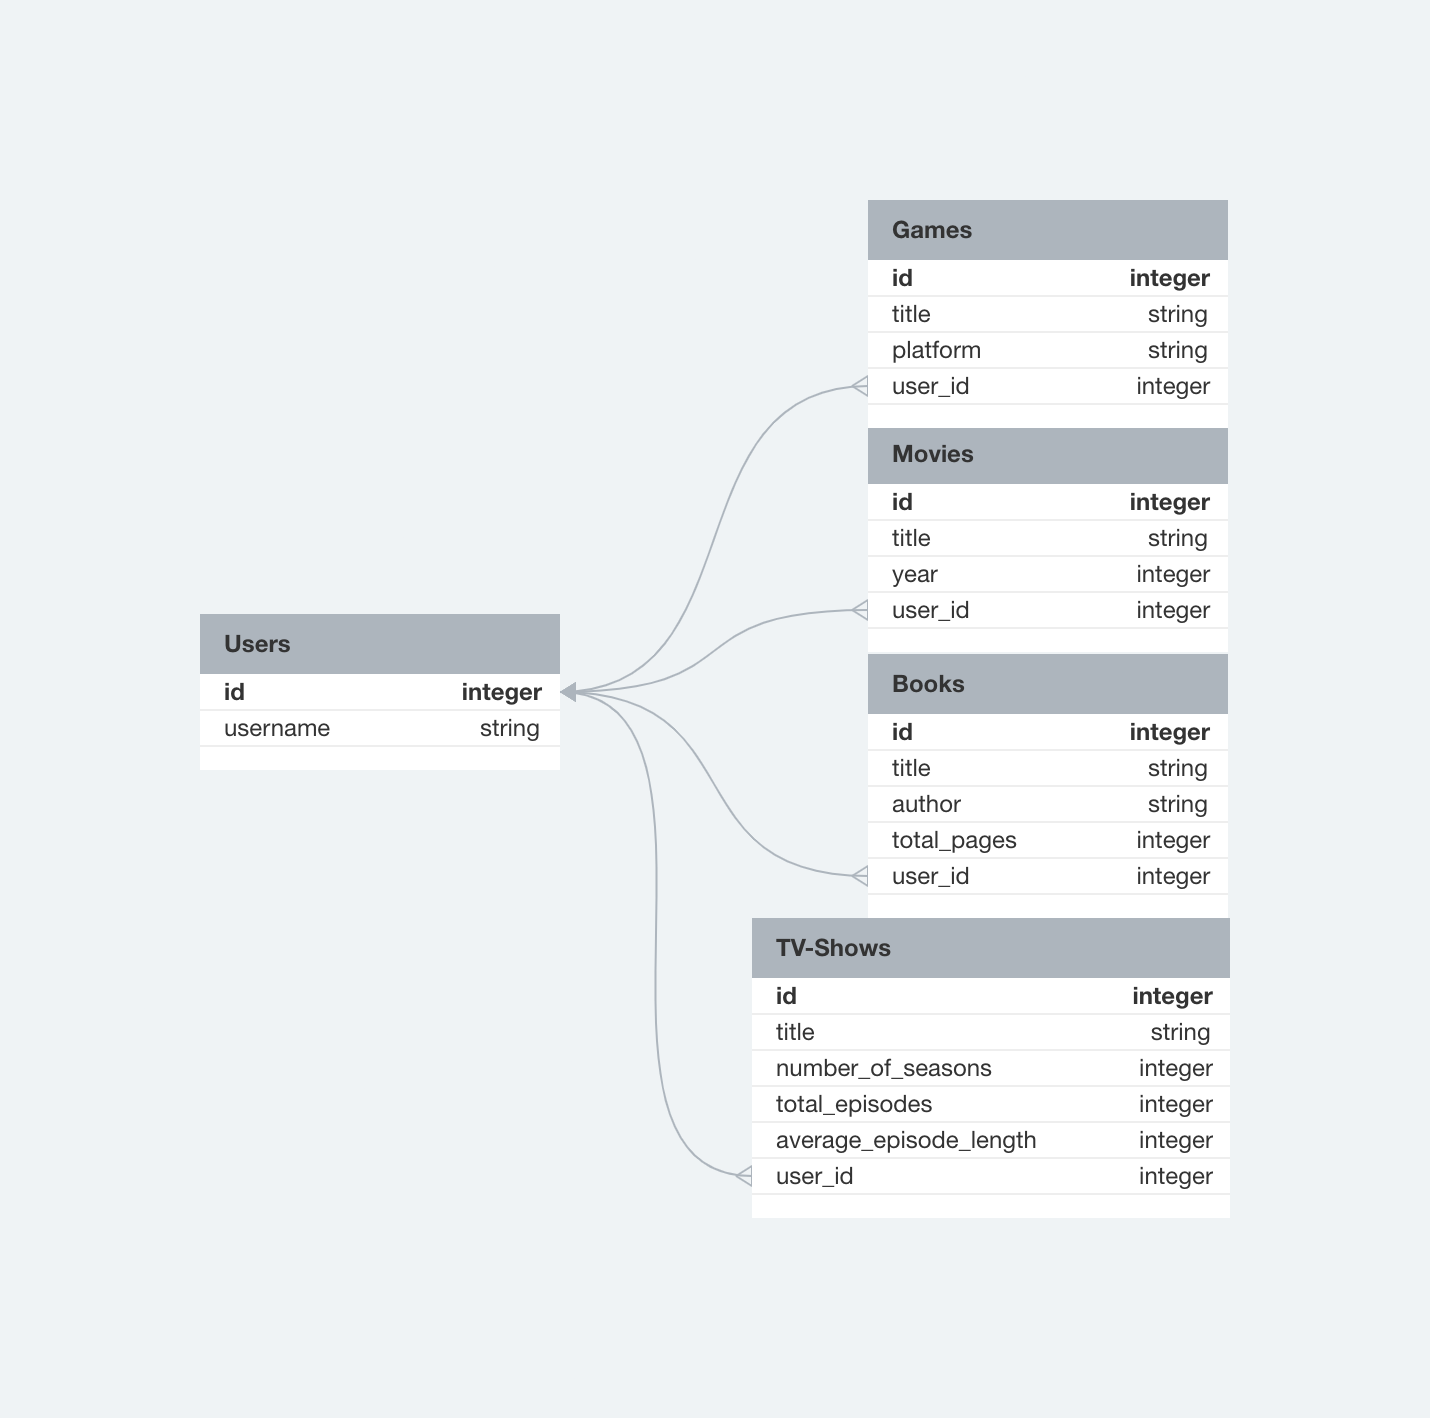 Users
id integer
username string
Games
id integer
title string
platform string
user_id integer
Movies
id integer
title string
year integer
user_id integer
Books
id integer
title string
author string
total_pages integer
user_id integer
TV-Shows
id integer
title string
number_of_seasons integer
total_episodes integer
average_episode_length integer
user_id integer